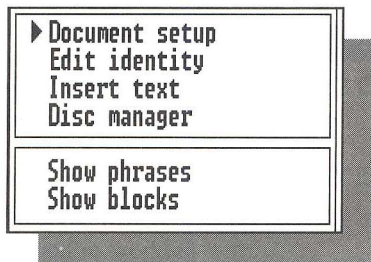 Document setup
Edit identity
Insert text
Disc manager
Show phrases
Show blocks